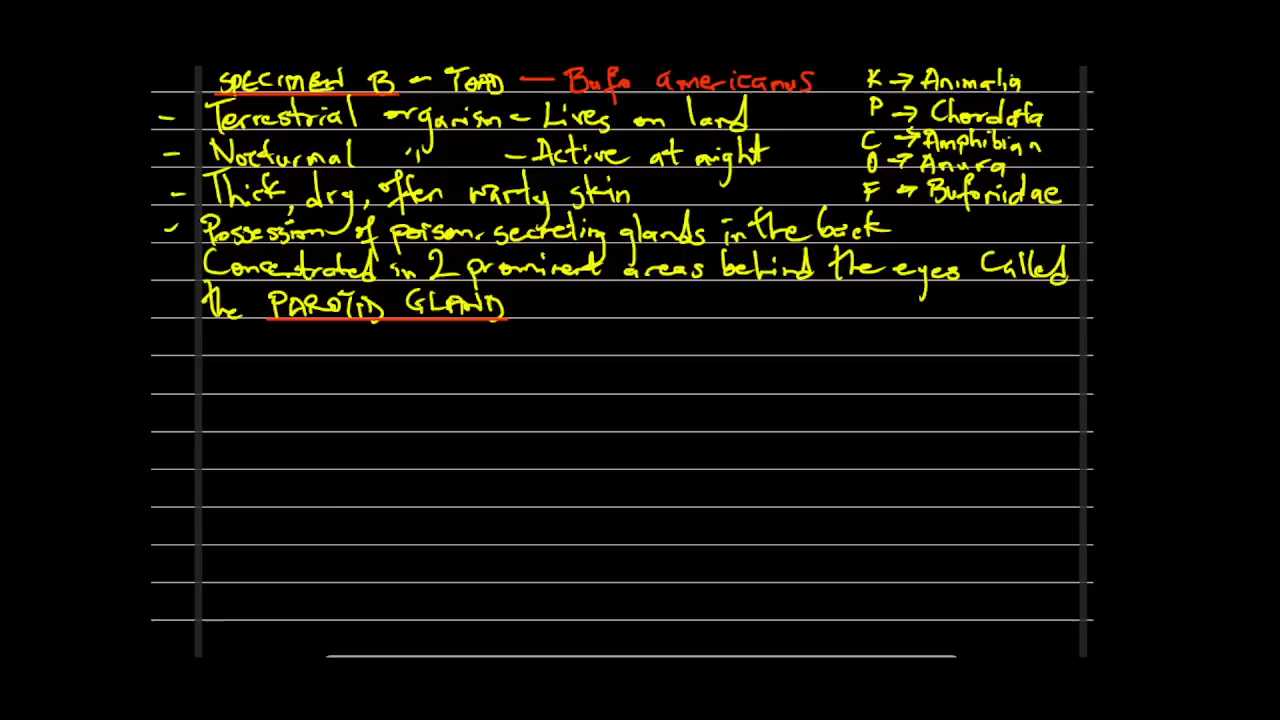 SPECIMEN B - TOAD — Bufo americanus
- Terrestrial organism - Lives on land
- Nocturnal " - Active at night
- Thick, dry, often warty skin
- Possession of poison-secreting glands in the back
Concentrated in 2 prominent areas behind the eyes Called
the PAROTID GLAND
K → Animalia
P → Chordata
C → Amphibian
O → Anura
F → Bufonidae